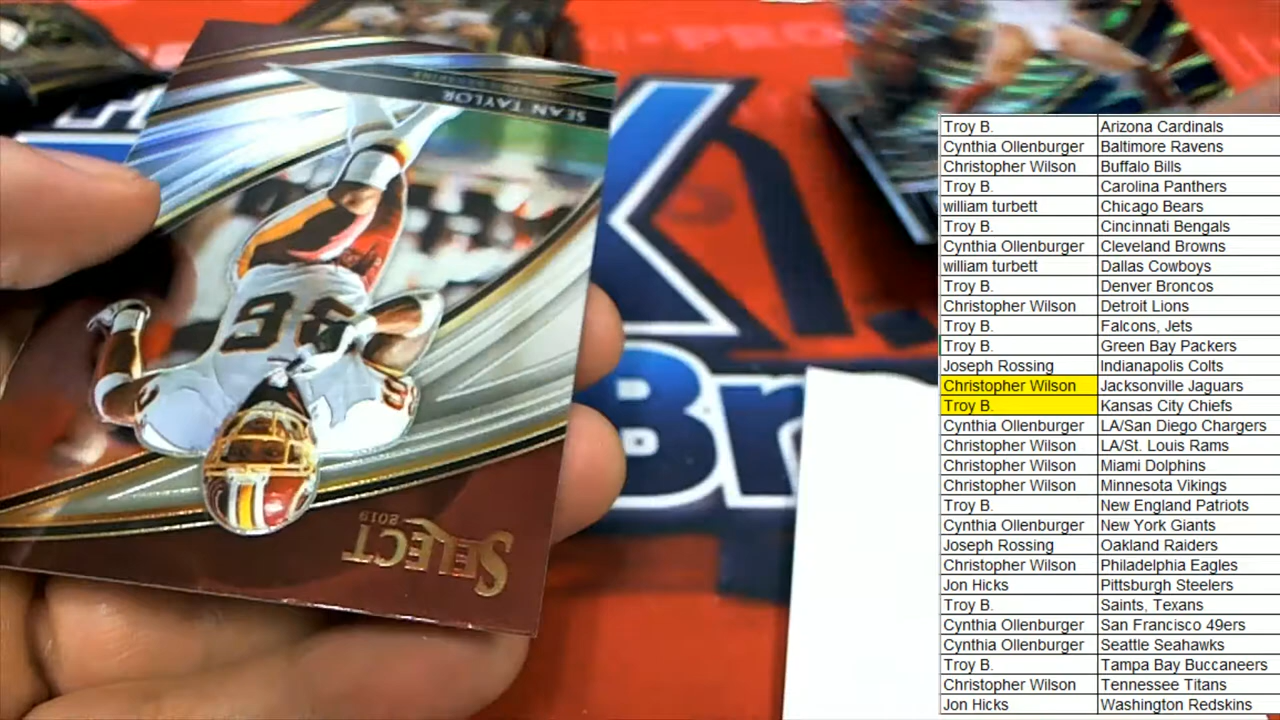 SEAN TAYLOR
36
SELECT
2019
Br
Troy B. Arizona Cardinals
Cynthia Ollenburger Baltimore Ravens
Christopher Wilson Buffalo Bills
Troy B. Carolina Panthers
william turbett Chicago Bears
Troy B. Cincinnati Bengals
Cynthia Ollenburger Cleveland Browns
william turbett Dallas Cowboys
Troy B. Denver Broncos
Christopher Wilson Detroit Lions
Troy B. Falcons, Jets
Troy B. Green Bay Packers
Joseph Rossing Indianapolis Colts
Christopher Wilson Jacksonville Jaguars
Troy B. Kansas City Chiefs
Cynthia Ollenburger LA/San Diego Chargers
Christopher Wilson LA/St. Louis Rams
Christopher Wilson Miami Dolphins
Christopher Wilson Minnesota Vikings
Troy B. New England Patriots
Cynthia Ollenburger New York Giants
Joseph Rossing Oakland Raiders
Christopher Wilson Philadelphia Eagles
Jon Hicks Pittsburgh Steelers
Troy B. Saints, Texans
Cynthia Ollenburger San Francisco 49ers
Cynthia Ollenburger Seattle Seahawks
Troy B. Tampa Bay Buccaneers
Christopher Wilson Tennessee Titans
Jon Hicks Washington Redskins